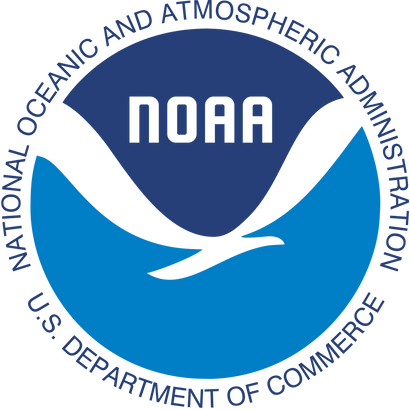 NATIONAL OCEANIC AND ATMOSPHERIC ADMINISTRATION
NOAA
U.S. DEPARTMENT OF COMMERCE